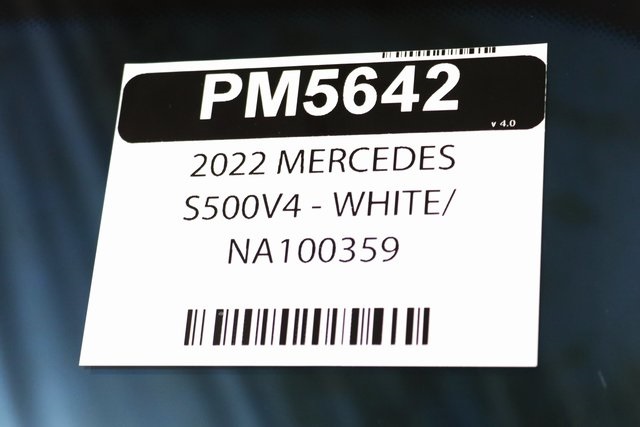 PM5642
v 4.0
2022 MERCEDES
S500V4 - WHITE/
NA100359